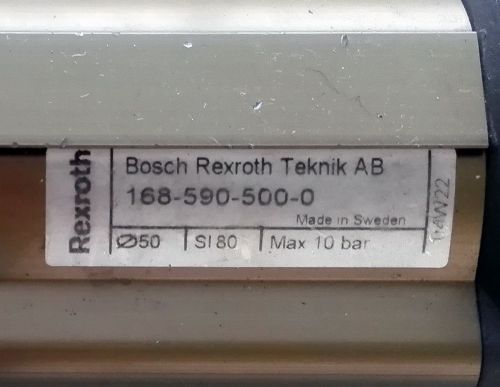 Rexroth
Bosch Rexroth Teknik AB
168-590-500-0
Made in Sweden
Ø50 SI 80 Max 10 bar
04W22